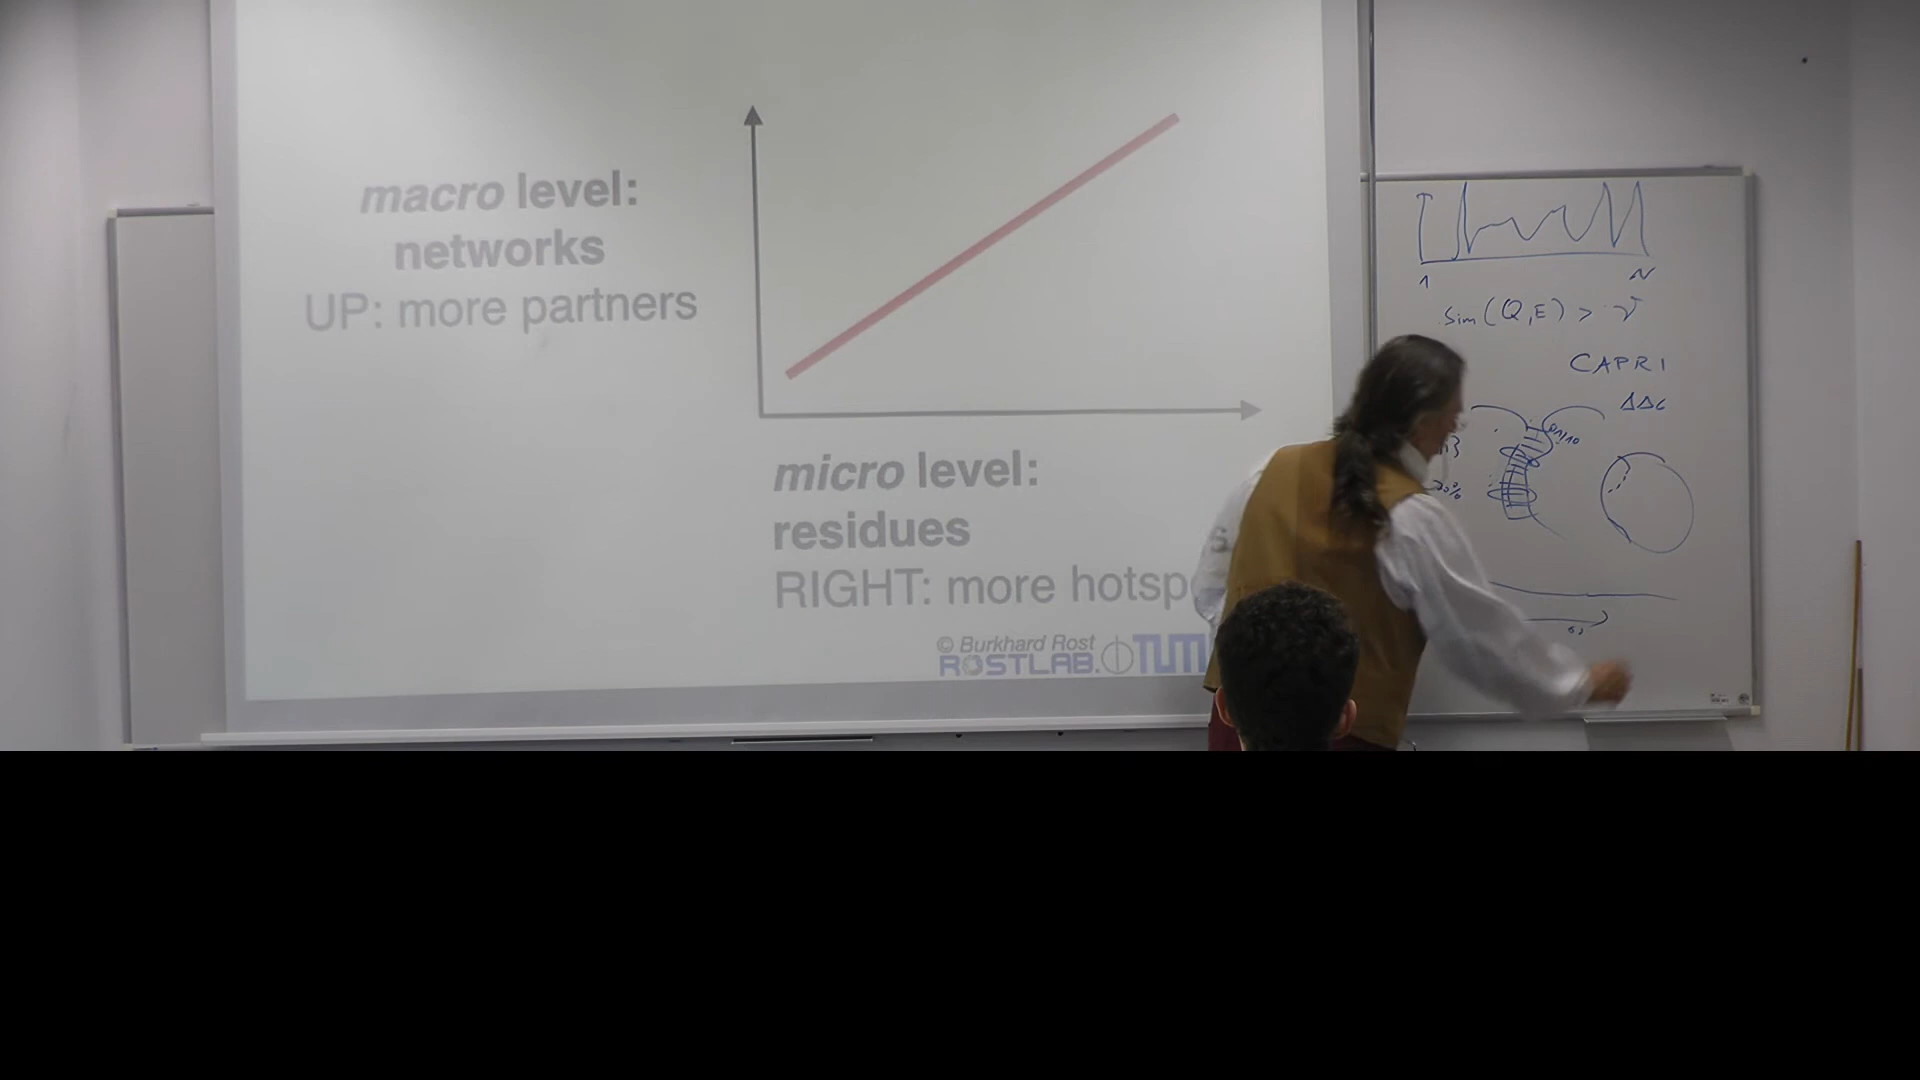 macro level:
networks
UP: more partners
micro level:
residues
RIGHT: more hotsp
© Burkhard Rost
ROSTLAB.
TUM
1
N
Sim(Q,E) >
CAPRI
ΔΔG